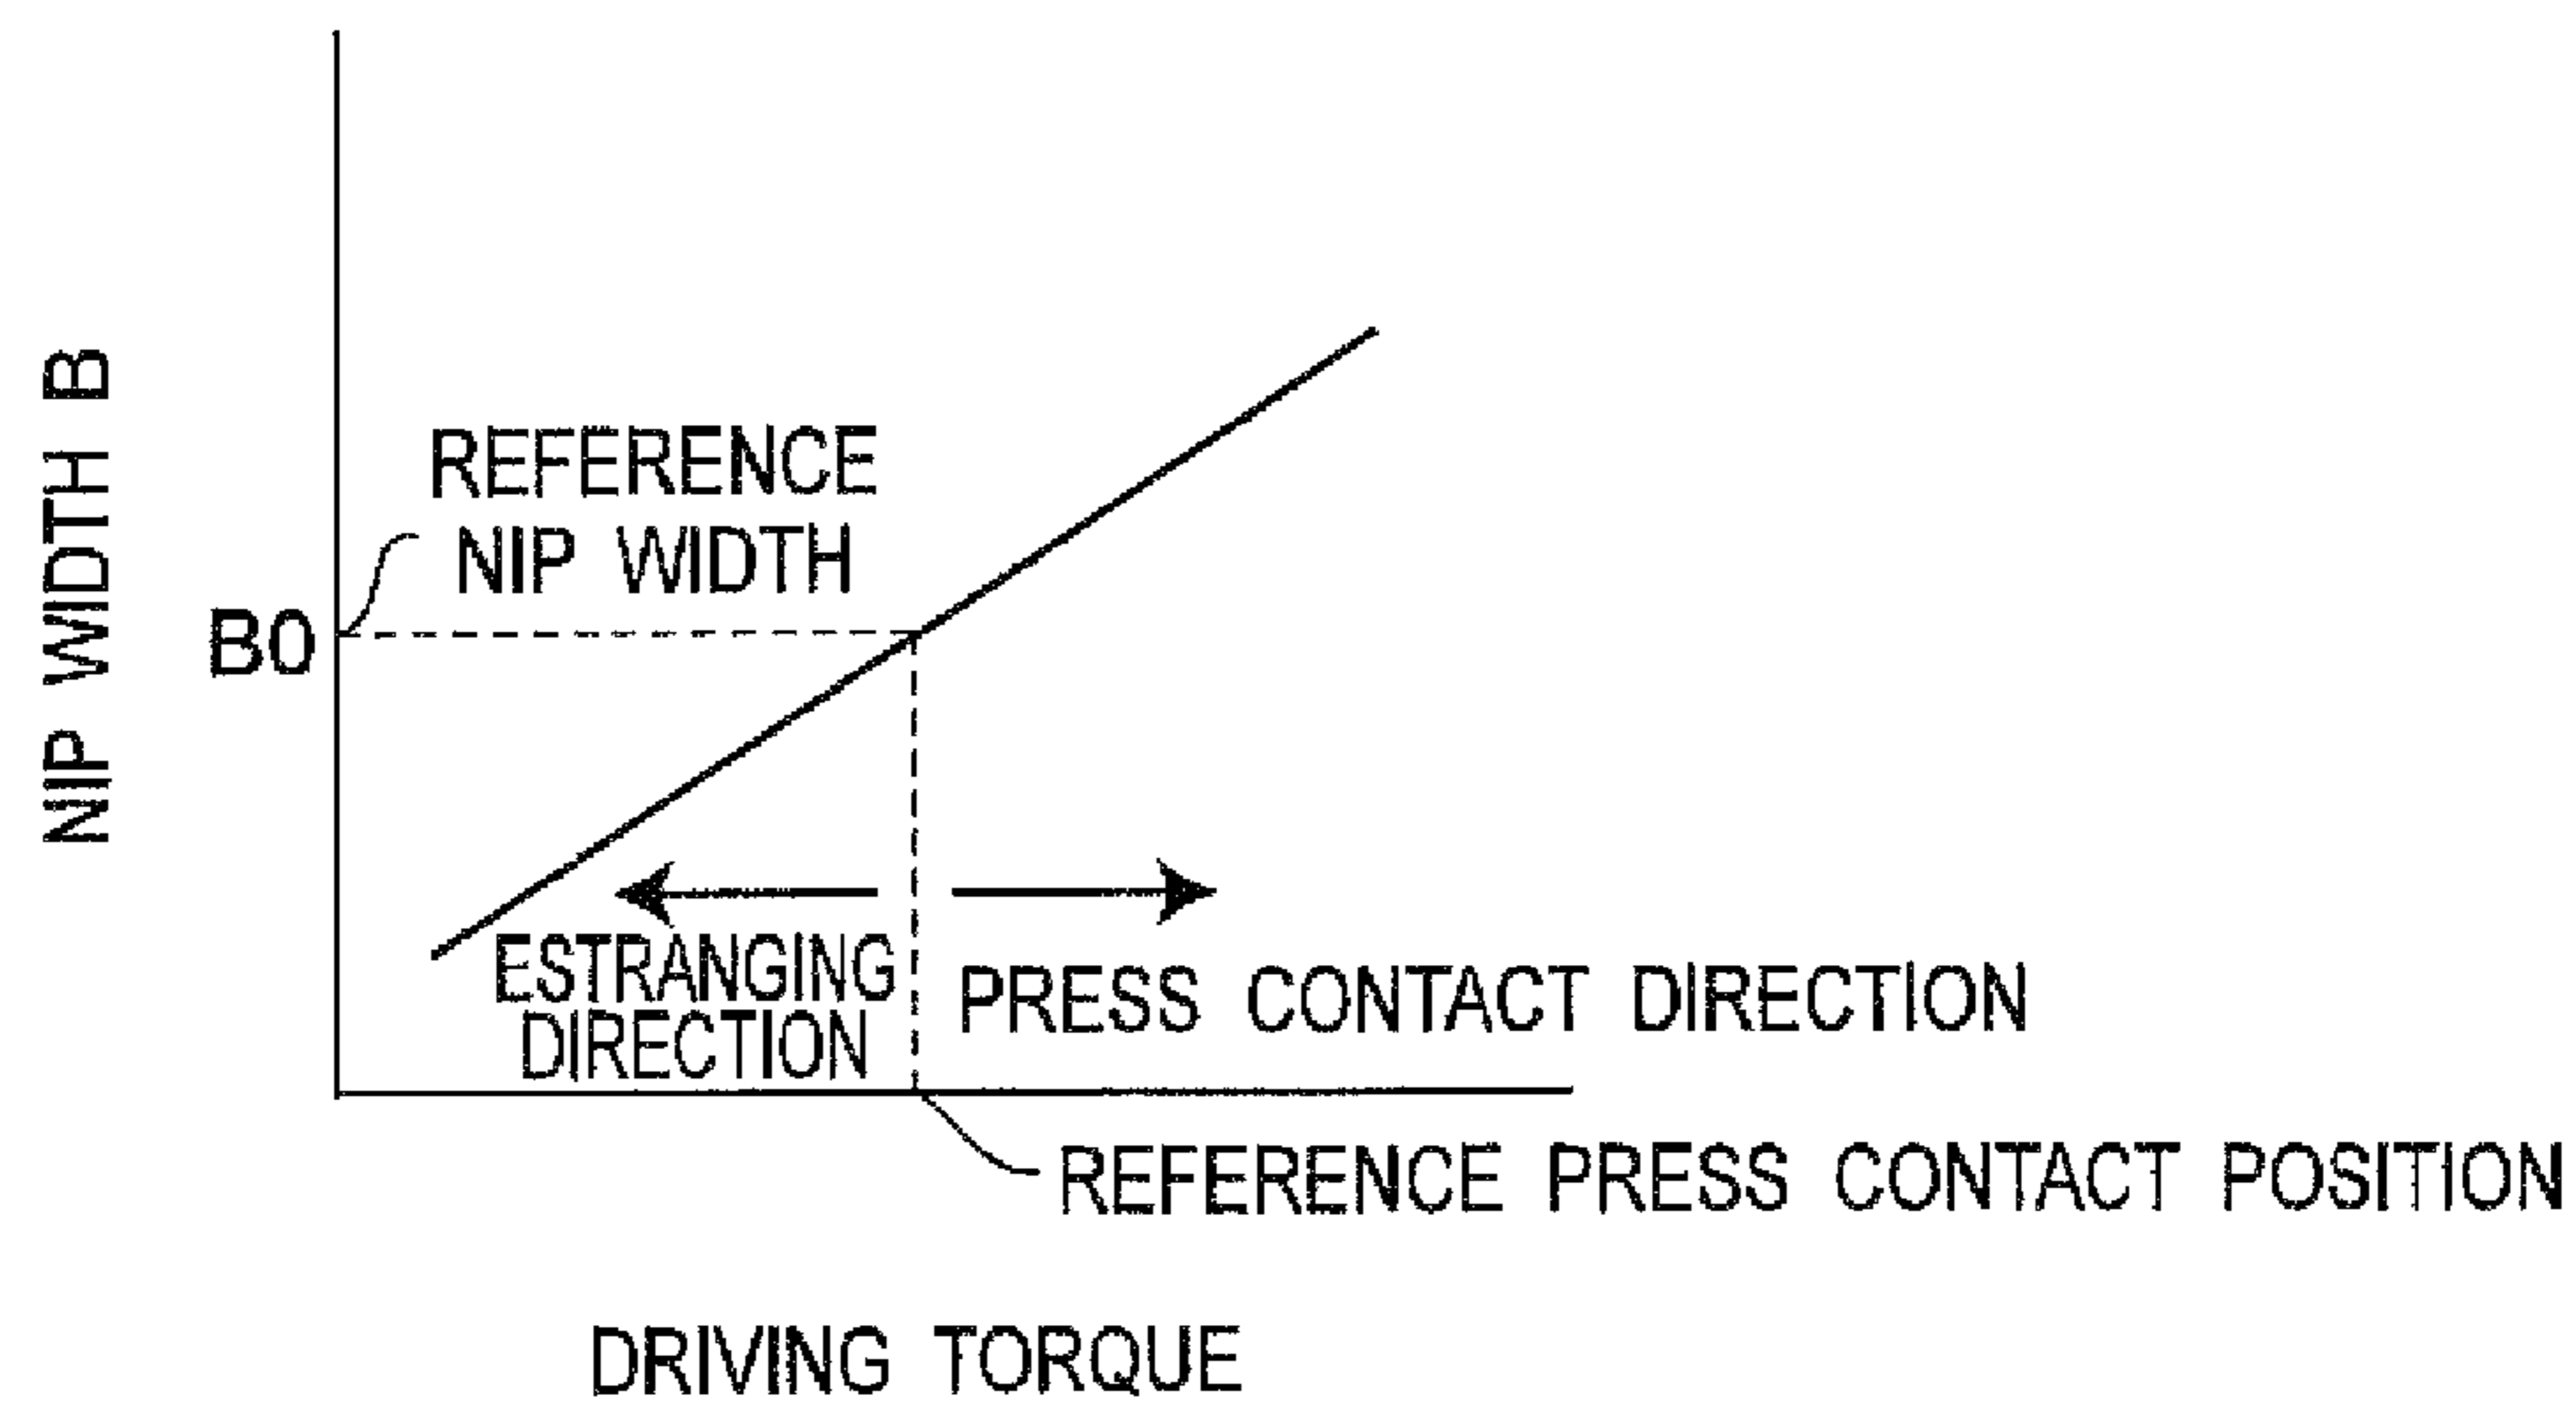 NIP WIDTH B
REFERENCE
NIP WIDTH
B0
ESTRANGING
DIRECTION
PRESS CONTACT DIRECTION
REFERENCE PRESS CONTACT POSITION
DRIVING TORQUE